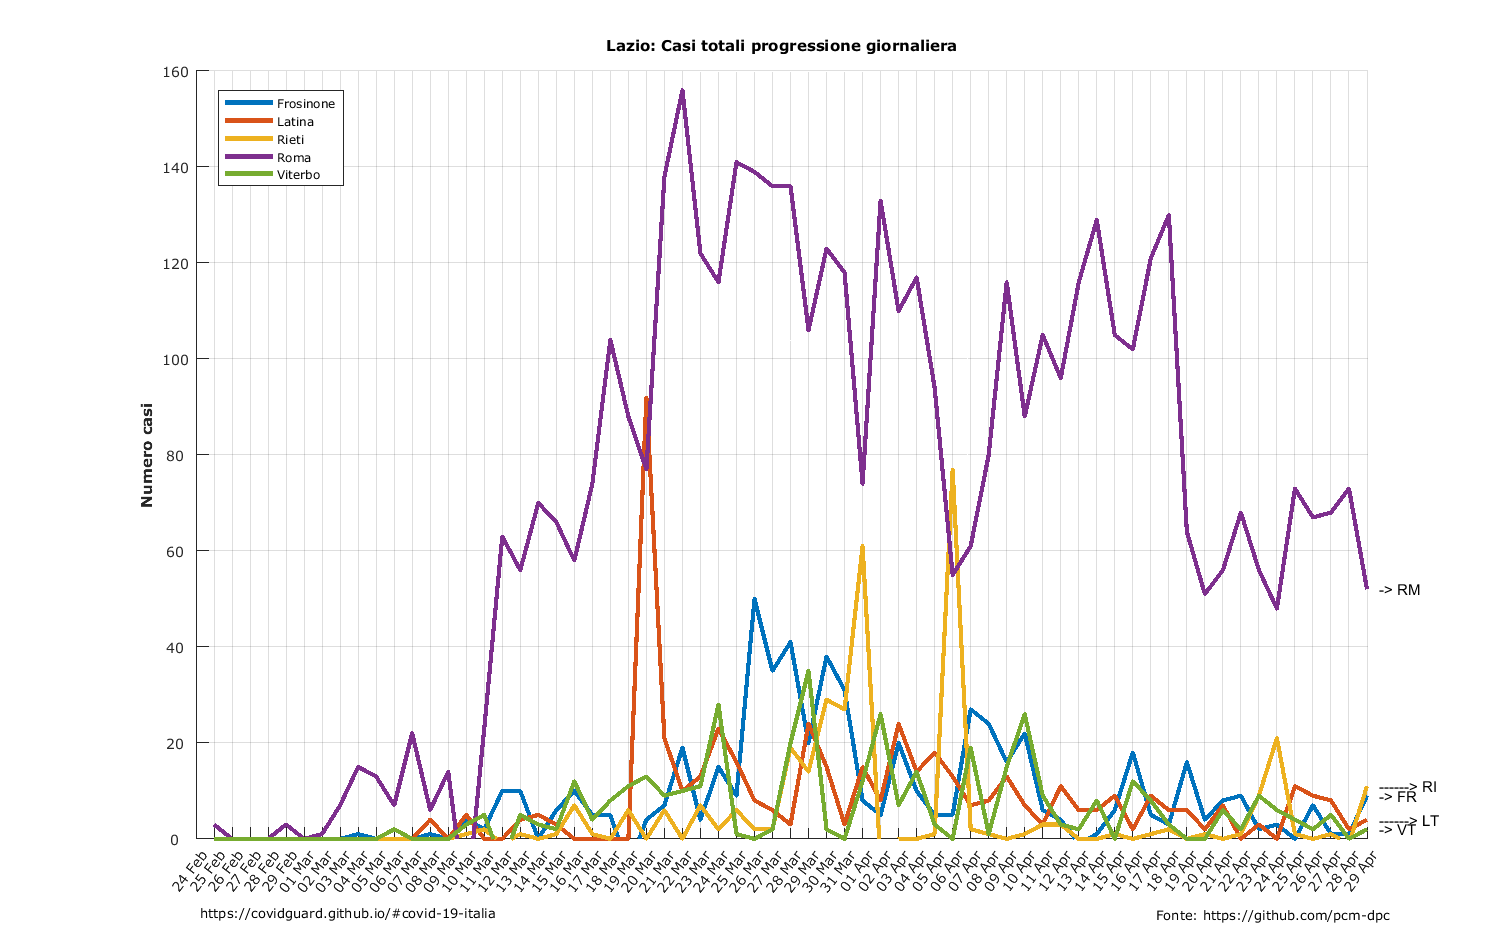 Lazio: Casi totali progressione giornaliera
160
140
120
100
80
60
40
20
0
Numero casi
Frosinone
Latina
Rieti
Roma
Viterbo
-> RM
------> RI
-> FR
------> LT
-> VT
24 Feb
25 Feb
26 Feb
27 Feb
28 Feb
29 Feb
01 Mar
02 Mar
03 Mar
04 Mar
05 Mar
06 Mar
07 Mar
08 Mar
09 Mar
10 Mar
11 Mar
12 Mar
13 Mar
14 Mar
15 Mar
16 Mar
17 Mar
18 Mar
19 Mar
20 Mar
21 Mar
22 Mar
23 Mar
24 Mar
25 Mar
26 Mar
27 Mar
28 Mar
29 Mar
30 Mar
31 Mar
01 Apr
02 Apr
03 Apr
04 Apr
05 Apr
06 Apr
07 Apr
08 Apr
09 Apr
10 Apr
11 Apr
12 Apr
13 Apr
14 Apr
15 Apr
16 Apr
17 Apr
18 Apr
19 Apr
20 Apr
21 Apr
22 Apr
23 Apr
24 Apr
25 Apr
26 Apr
27 Apr
28 Apr
29 Apr
https://covidguard.github.io/#covid-19-italia
Fonte: https://github.com/pcm-dpc